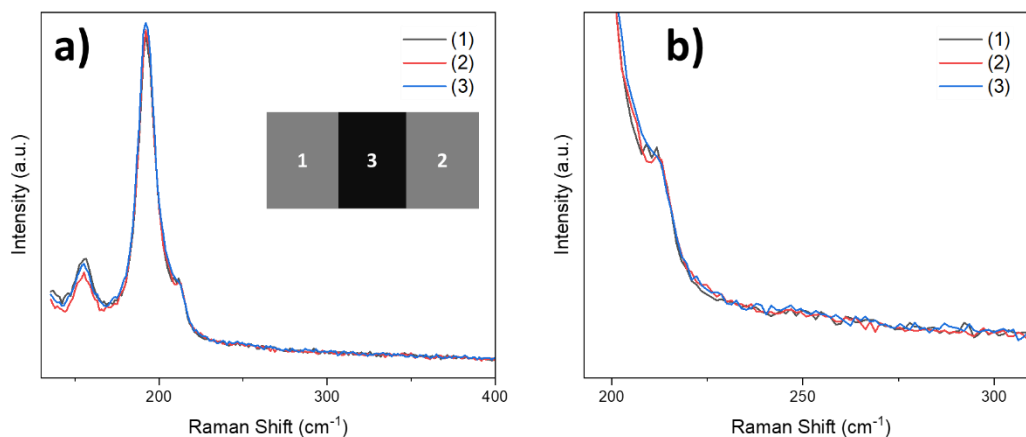 a)
(1)
(2)
(3)
1 3 2
Intensity (a.u.)
200 300 400
Raman Shift (cm⁻¹)
b)
(1)
(2)
(3)
Intensity (a.u.)
200 250 300
Raman Shift (cm⁻¹)